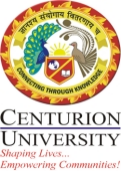 CONNECTING THROUGH KNOWLEDGE
CENTURION
UNIVERSITY
Shaping Lives...
Empowering Communities!